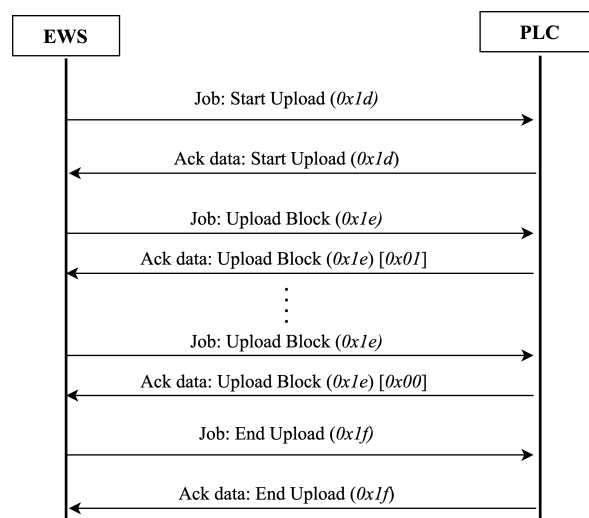 EWS
PLC
Job: Start Upload (0x1d)
Ack data: Start Upload (0x1d)
Job: Upload Block (0x1e)
Ack data: Upload Block (0x1e) [0x01]
Job: Upload Block (0x1e)
Ack data: Upload Block (0x1e) [0x00]
Job: End Upload (0x1f)
Ack data: End Upload (0x1f)